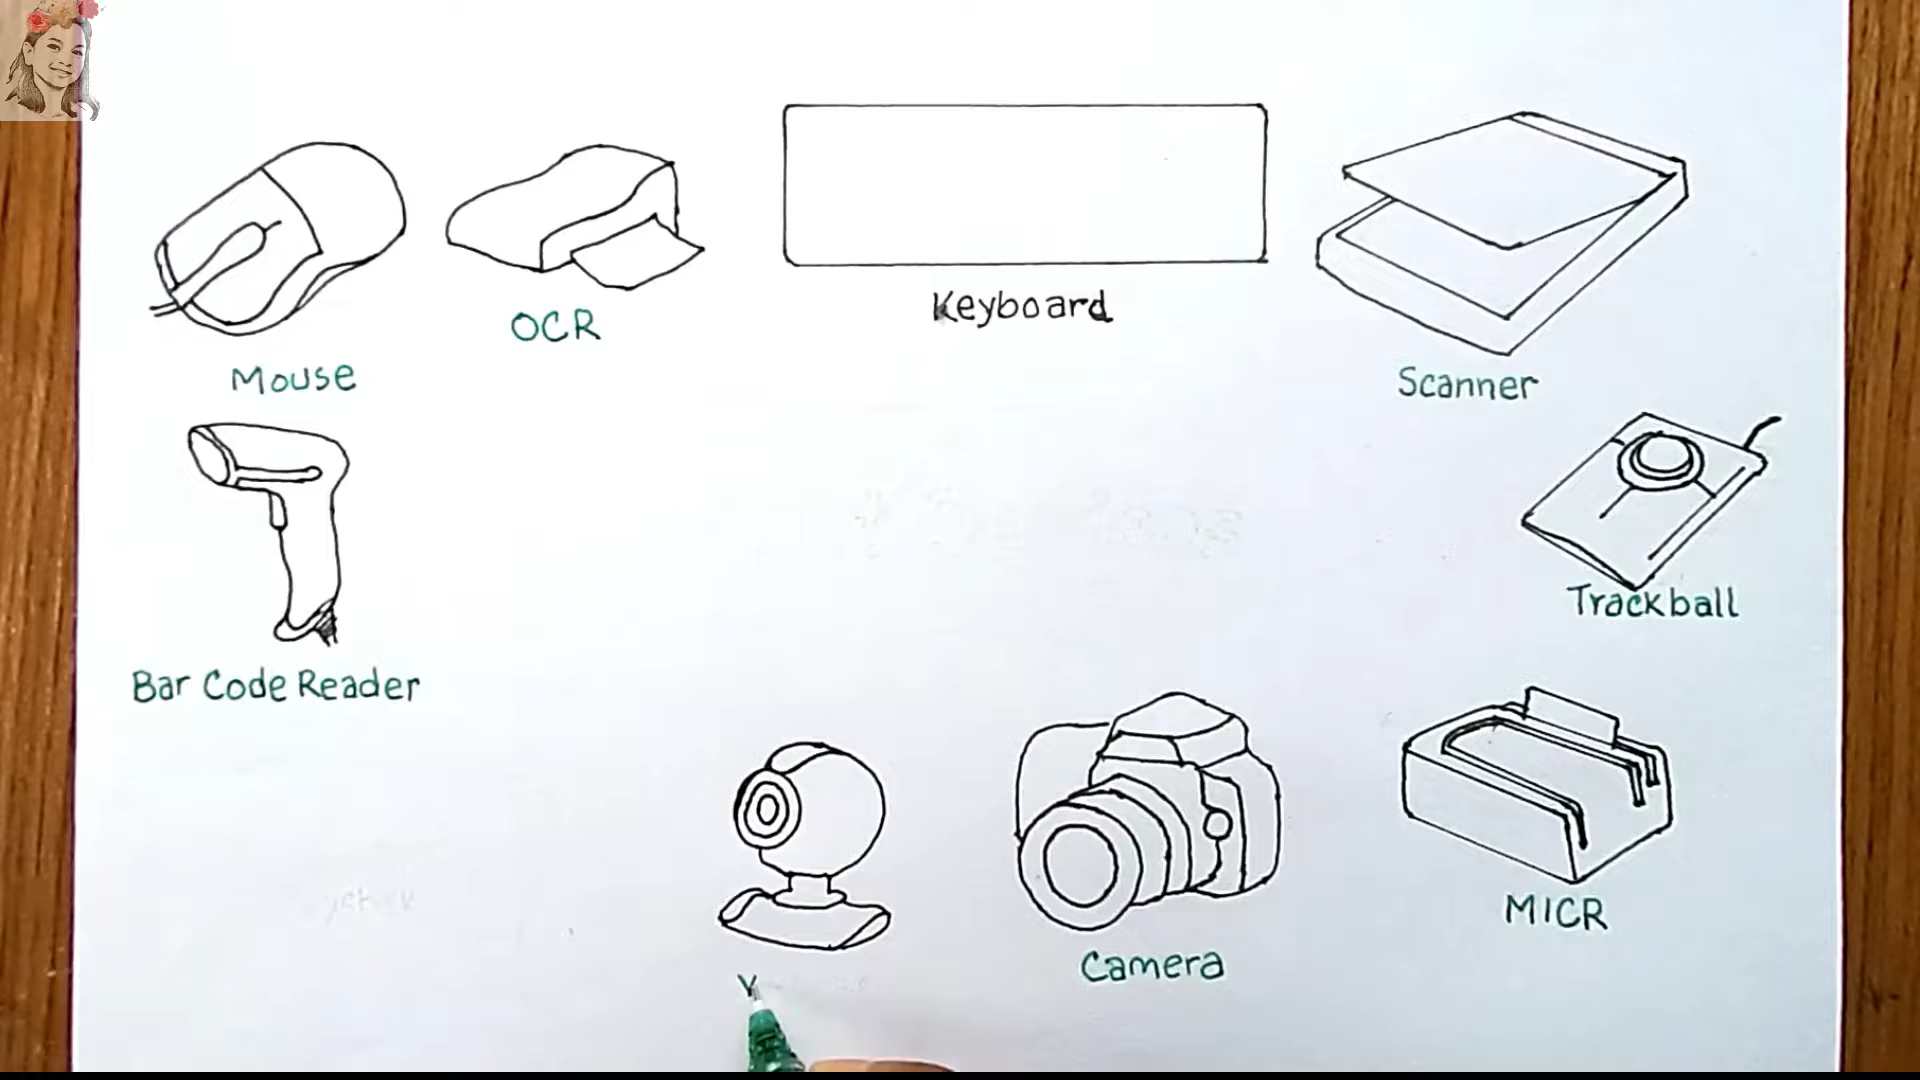 Mouse
OCR
Keyboard
Scanner
Bar Code Reader
Trackball
Camera
MICR